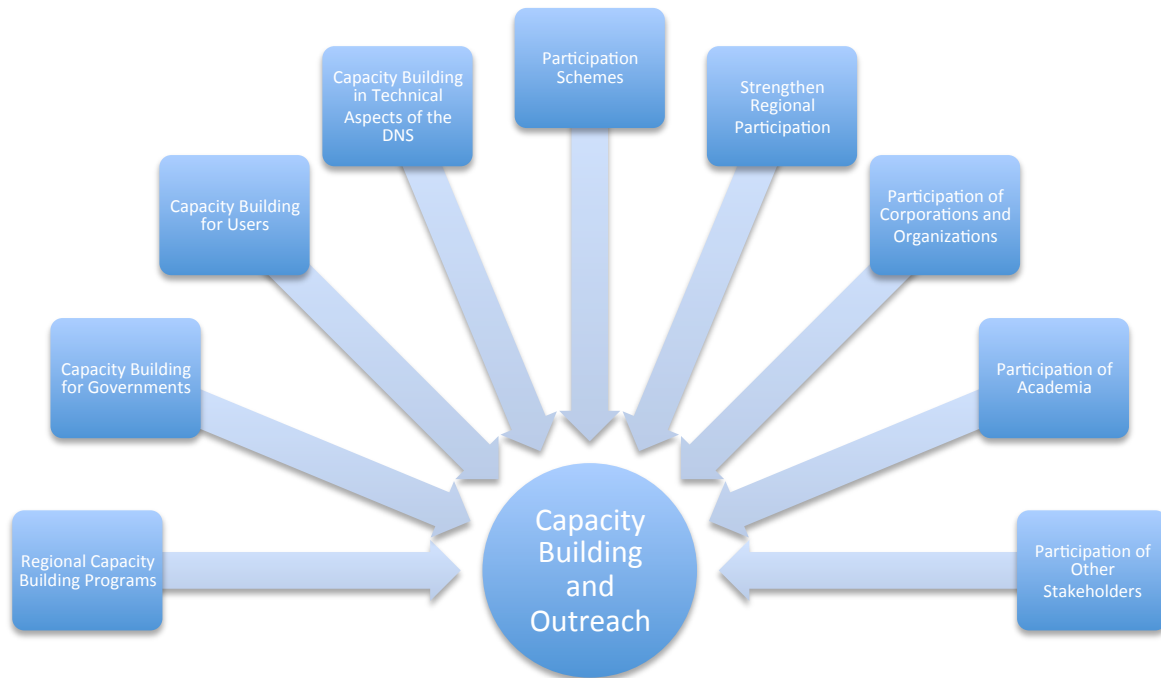 Participation
Schemes
Capacity Building
in Technical
Aspects of the
DNS
Strengthen
Regional
Participation
Capacity Building
for Users
Participation of
Corporations and
Organizations
Capacity Building
for Governments
Participation of
Academia
Regional Capacity
Building Programs
Capacity
Building
and
Outreach
Participation of
Other
Stakeholders